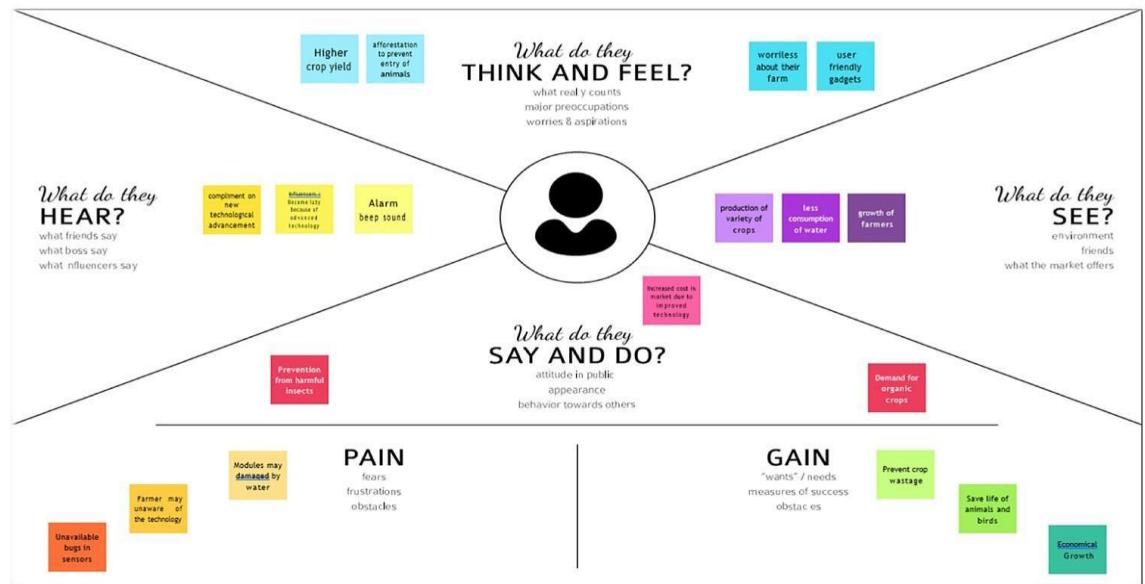 Higher
crop yield
afforestation
to prevent
entry of
animals
What do they
THINK AND FEEL?
what real y counts
major preoccupations
worries & aspirations
worriless
about their
farm
user
friendly
gadgets
What do they
HEAR?
what friends say
what boss say
what nfluencers say
compliment on
new
technological
advancement
Influencers :
Became lazy
because of
advanced
technology
Alarm
beep sound
production of
variety of
crops
less
consumption
of water
growth of
farmers
What do they
SEE?
environment
friends
what the market offers
Increased cost in
market due to
improved
technology
What do they
SAY AND DO?
attitude in public
appearance
behavior towards others
Prevention
from harmful
insects
Demand for
organic
crops
PAIN
fears
frustrations
obstacles
Modules may
damaged by
water
Farmer may
unaware of
the technology
Unavailable
bugs in
sensors
GAIN
"wants" / needs
measures of success
obstac es
Prevent crop
wastage
Save life of
animals and
birds
Economical
Growth